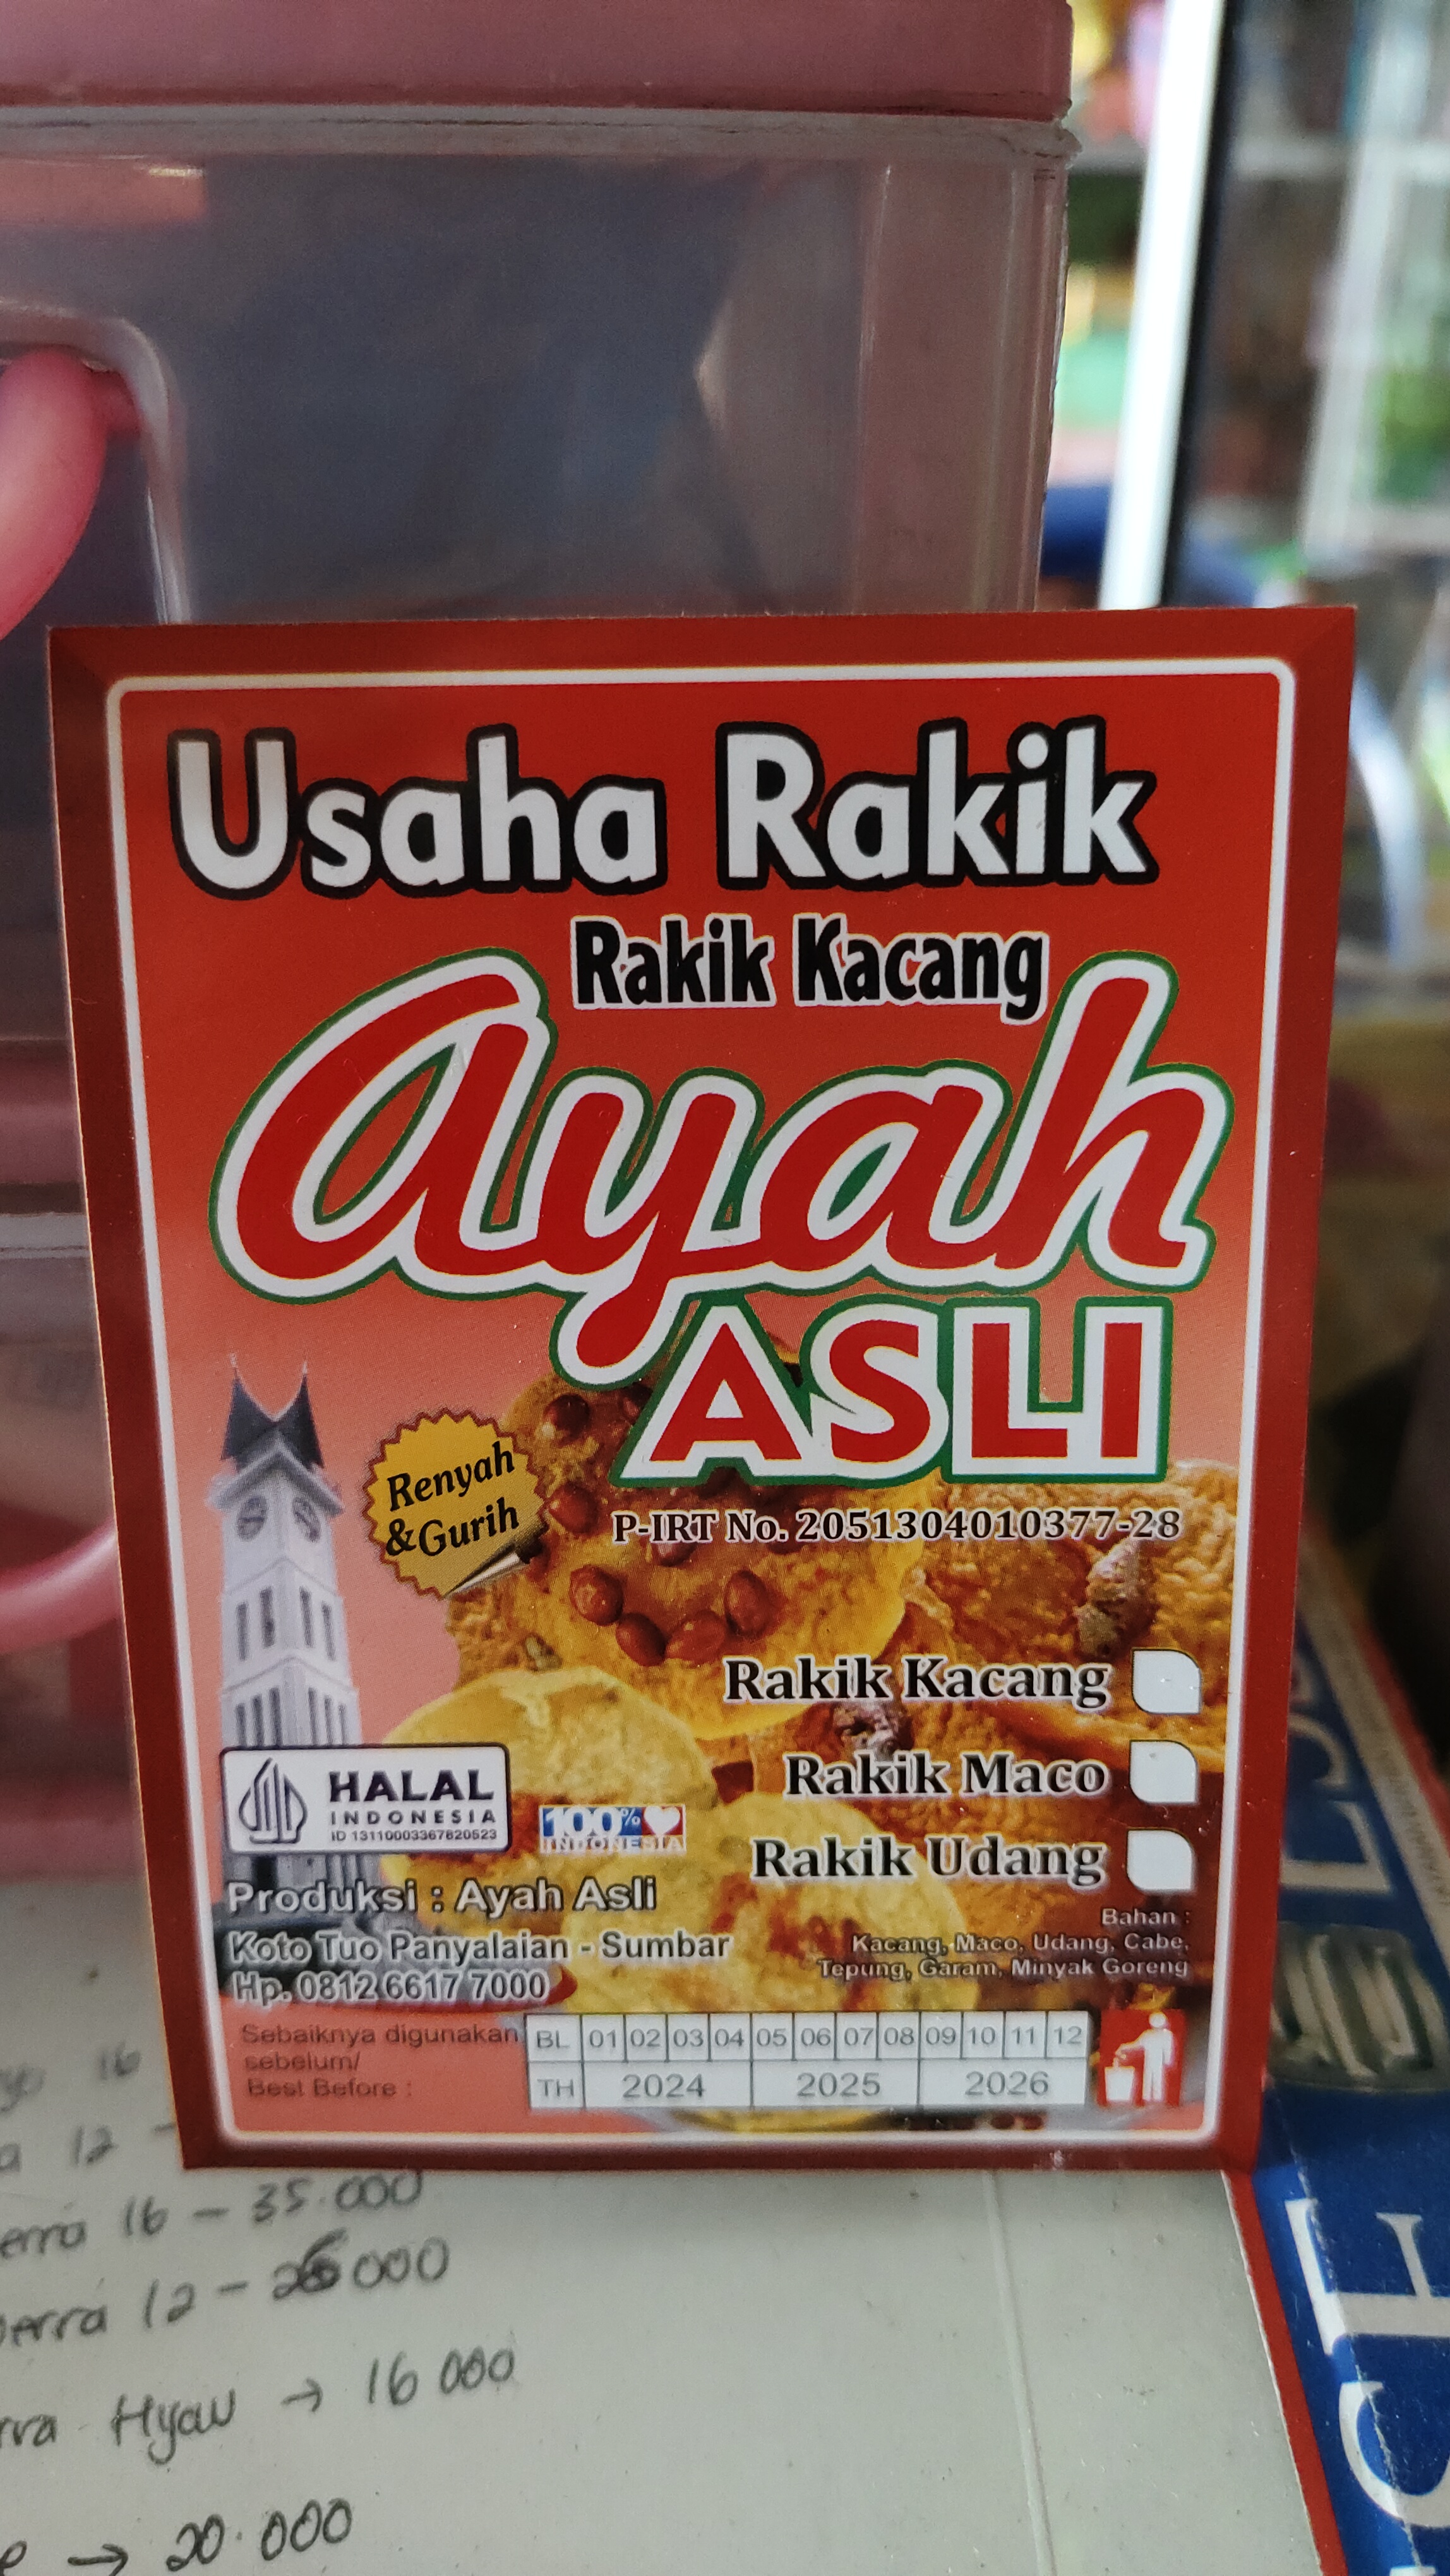 Usaha Rakik
Rakik Kacang
Ayah
ASLI
Renyah
&Gurih
P-IRT No. 2051304010377-28
Rakik Kacang
Rakik Maco
Rakik Udang
HALAL
INDONESIA
ID 13110003367820523
100%
INDONESIA
Produksi : Ayah Asli
Koto Tuo Panyalaian - Sumbar
Hp. 0812 6617 7000
Bahan :
Kacang, Maco, Udang, Cabe,
Tepung, Garam, Minyak Goreng
Sebaiknya digunakan
sebelum/
Best Before :
BL 01 02 03 04 05 06 07 08 09 10 11 12
TH 2024 2025 2026
16
12 -
16 - 35.000
12 - 26000
Hyaw → 16 000
→ 20.000